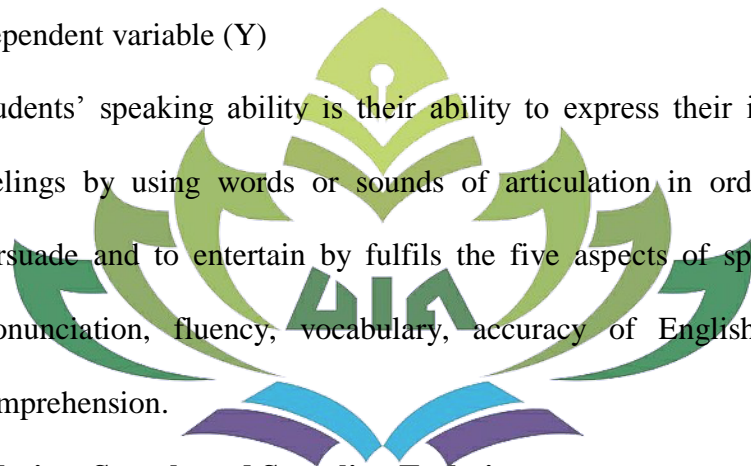 ependent variable (Y)
udents’ speaking ability is their ability to express their i
elings by using words or sounds of articulation in ord
rsuade and to entertain by fulfils the five aspects of sp
onunciation, fluency, vocabulary, accuracy of English
mprehension.
UIN